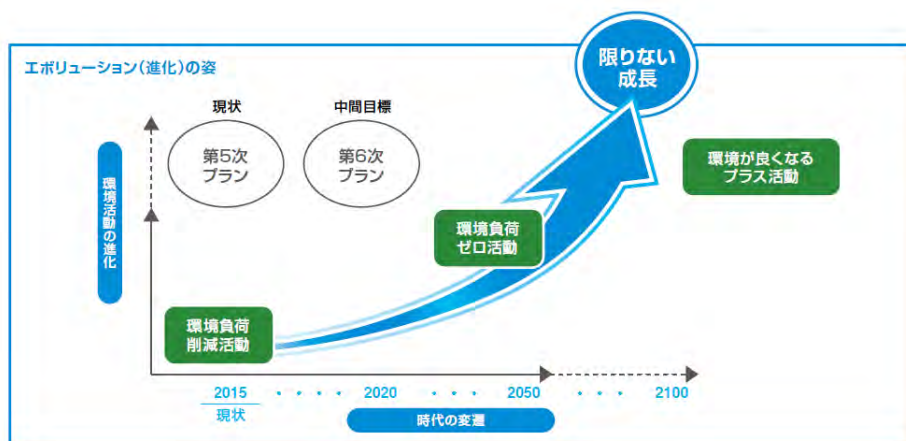 限りない
成長
エボリューション(進化)の姿
現状
中間目標
第5次
プラン
第6次
プラン
環境が良くなる
プラス活動
環境活動の進化
環境負荷
ゼロ活動
環境負荷
削減活動
2015 ・・・・ 2020 ・・・ 2050 ・・・ 2100
現状
時代の変遷